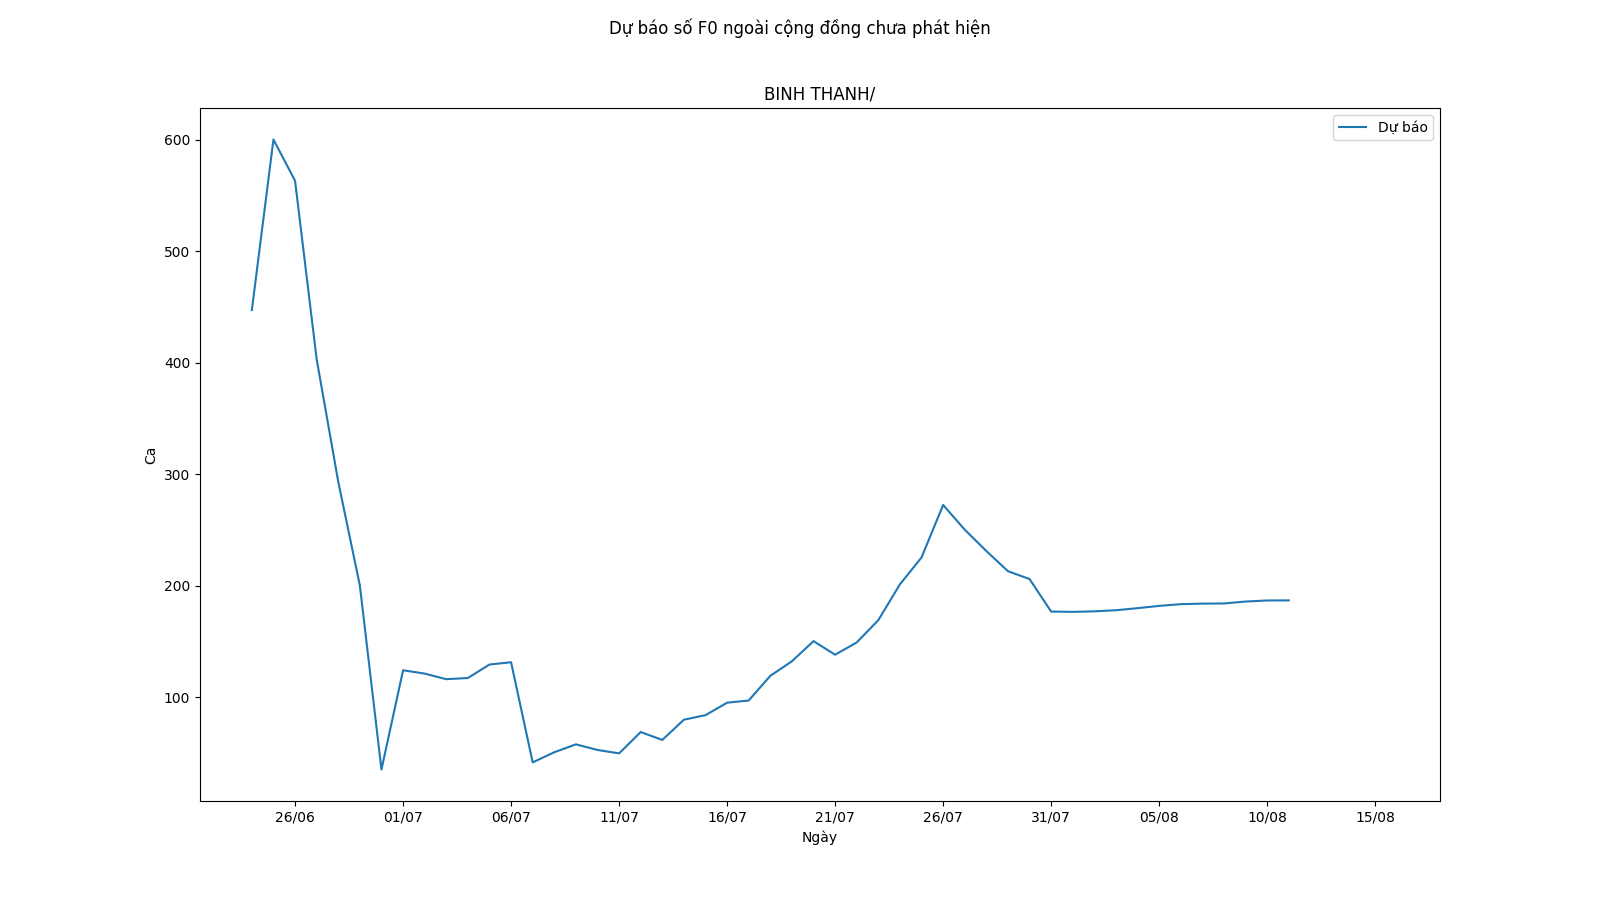 Dự báo số F0 ngoài cộng đồng chưa phát hiện
BINH THANH/
Dự báo
600
500
400
300
200
100
Ca
26/06 01/07 06/07 11/07 16/07 21/07 26/07 31/07 05/08 10/08 15/08
Ngày